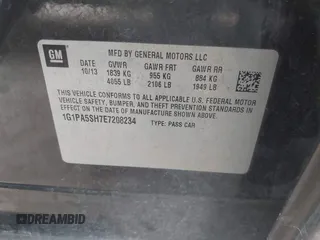 GM
MFD BY GENERAL MOTORS LLC
DATE GVWR GAWR FRT GAWR RR
10/13 1839 KG 955 KG 884 KG
4055 LB 2106 LB 1949 LB
THIS VEHICLE CONFORMS TO ALL APPLICABLE U.S. FEDERAL MOTOR VEHICLE
SAFETY, BUMPER, AND THEFT PREVENTION STANDARDS IN
EFFECT ON THE DATE OF MANUFACTURE SHOWN ABOVE.
1G1PA5SH7E7208234 TYPE: PASS CAR
DREAMBID